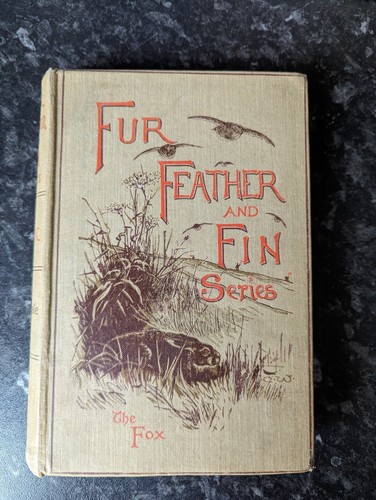 FUR
FEATHER
AND
FIN
Series
The
Fox